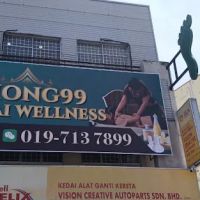 ONG99
AI WELLNESS
019-713 7899
KEDAI ALAT GANTI KERETA
VISION CREATIVE AUTOPARTS SDN. BHD.